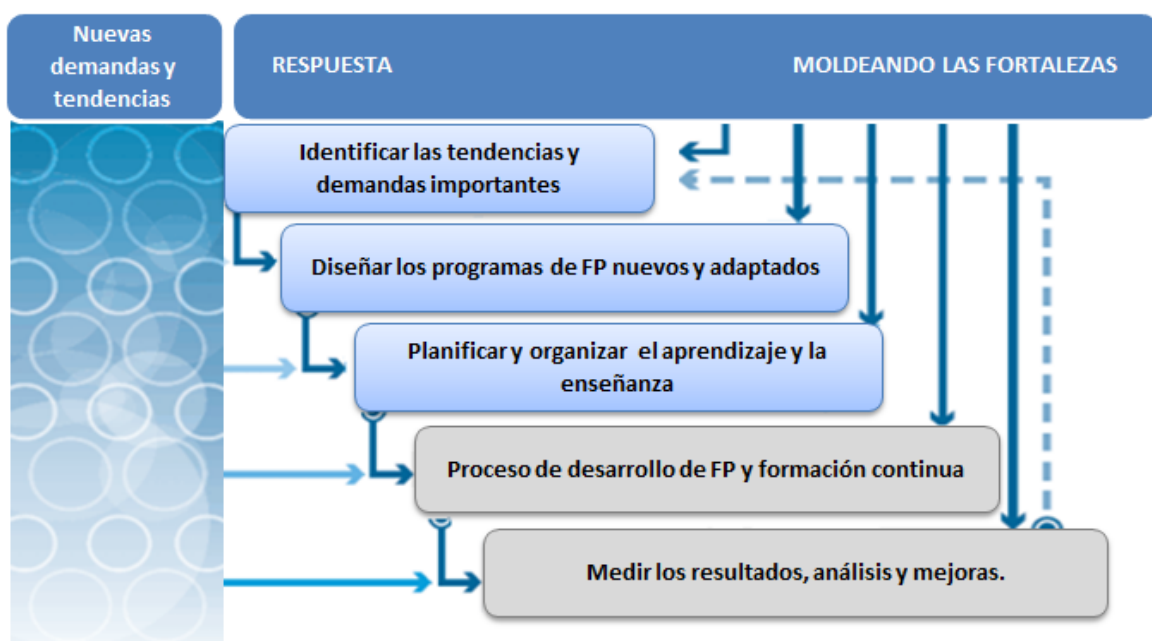 Nuevas
demandas y
tendencias
RESPUESTA
MOLDEANDO LAS FORTALEZAS
Identificar las tendencias y
demandas importantes
Diseñar los programas de FP nuevos y adaptados
Planificar y organizar el aprendizaje y la
enseñanza
Proceso de desarrollo de FP y formación continua
Medir los resultados, análisis y mejoras.